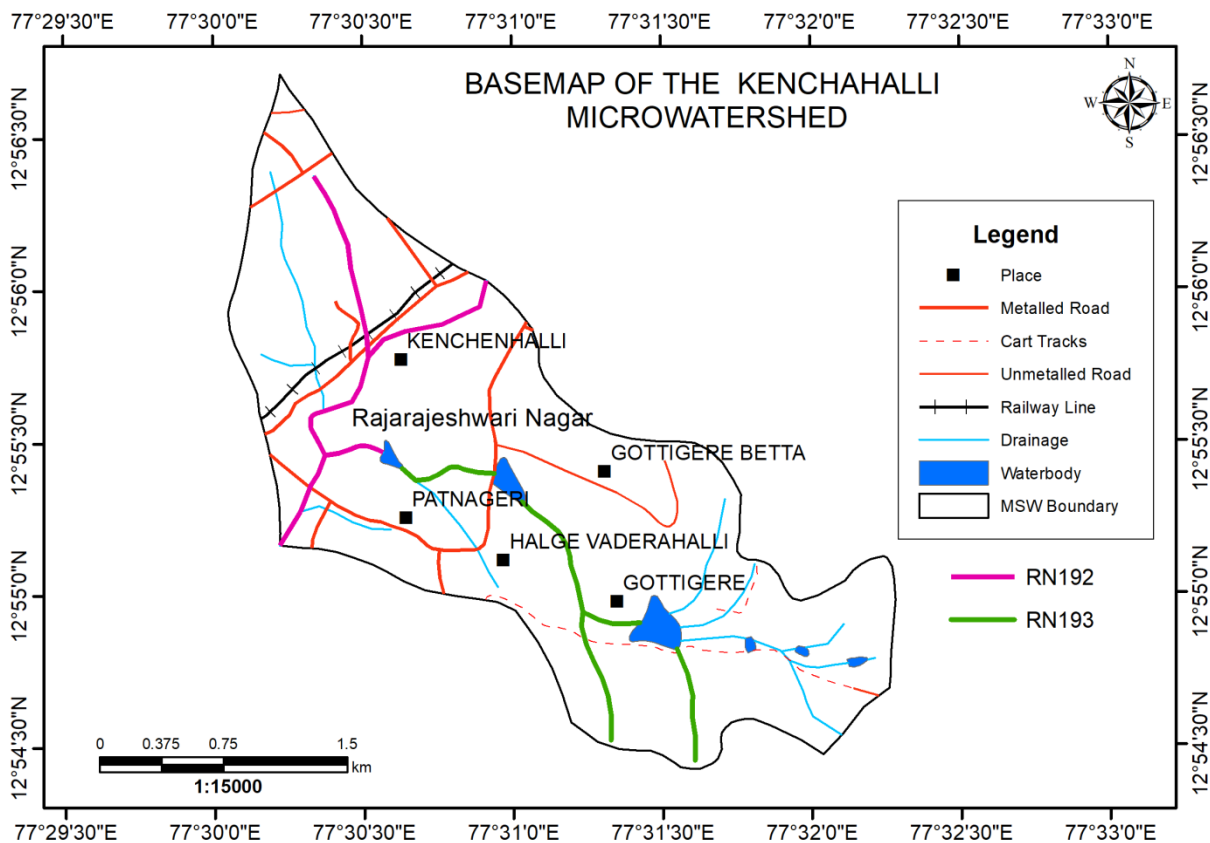 77°29'30"E 77°30'0"E 77°30'30"E 77°31'0"E 77°31'30"E 77°32'0"E 77°32'30"E 77°33'0"E
BASEMAP OF THE KENCHAHALLI
MICROWATERSHED
N
W E
S
12°56'30"N 12°56'30"N
12°56'0"N 12°56'0"N
12°55'30"N 12°55'30"N
12°55'0"N 12°55'0"N
12°54'30"N 12°54'30"N
KENCHENHALLI
Rajarajeshwari Nagar
GOTTIGERE BETTA
PATNAGERI
HALGE VADERAHALLI
GOTTIGERE
Legend
Place
Metalled Road
Cart Tracks
Unmetalled Road
Railway Line
Drainage
Waterbody
MSW Boundary
RN192
RN193
0 0.375 0.75 1.5
km
1:15000
77°29'30"E 77°30'0"E 77°30'30"E 77°31'0"E 77°31'30"E 77°32'0"E 77°32'30"E 77°33'0"E